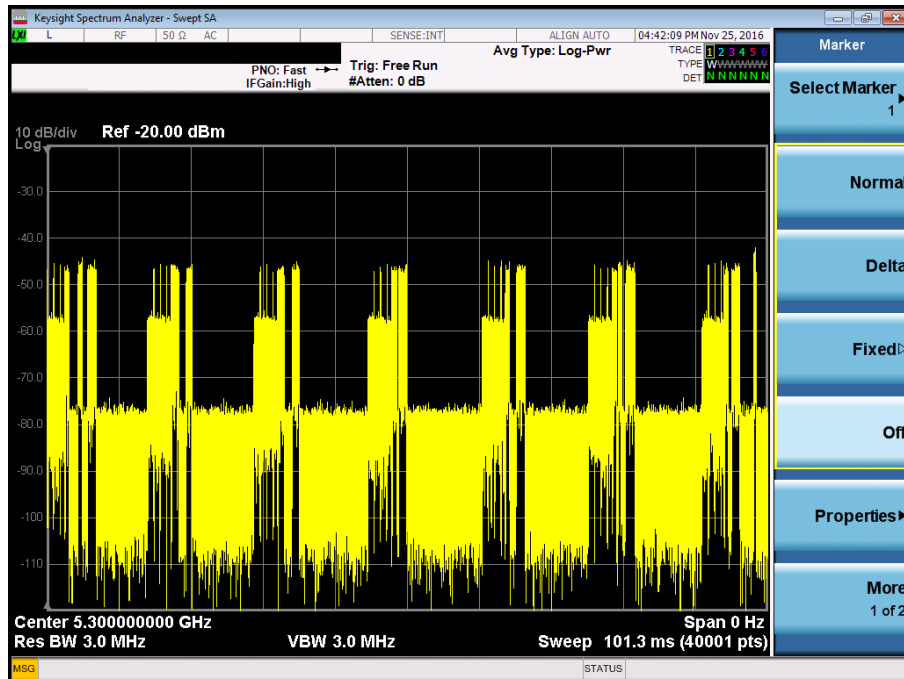 Keysight Spectrum Analyzer - Swept SA
LXI L RF 50 Ω AC SENSE:INT ALIGN AUTO 04:42:09 PM Nov 25, 2016
Marker
PNO: Fast
IFGain:High
Trig: Free Run
#Atten: 0 dB
Avg Type: Log-Pwr
TRACE 1 2 3 4 5 6
TYPE WWWWWW
DET N N N N N N
Select Marker
1
10 dB/div Ref -20.00 dBm
Log
-30.0
-40.0
-50.0
-60.0
-70.0
-80.0
-90.0
-100
-110
Normal
Delta
Fixed
Off
Properties
More
1 of 2
Center 5.300000000 GHz Span 0 Hz
Res BW 3.0 MHz VBW 3.0 MHz Sweep 101.3 ms (40001 pts)
MSG STATUS